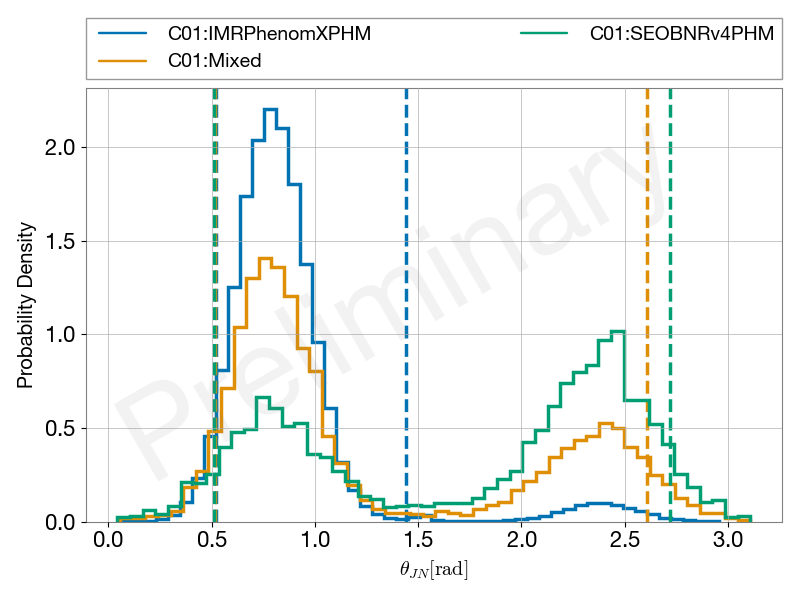 C01:IMRPhenomXPHM
C01:Mixed
C01:SEOBNRv4PHM
Preliminary
Probability Density
2.0
1.5
1.0
0.5
0.0
0.0 0.5 1.0 1.5 2.0 2.5 3.0
θ_JN[rad]